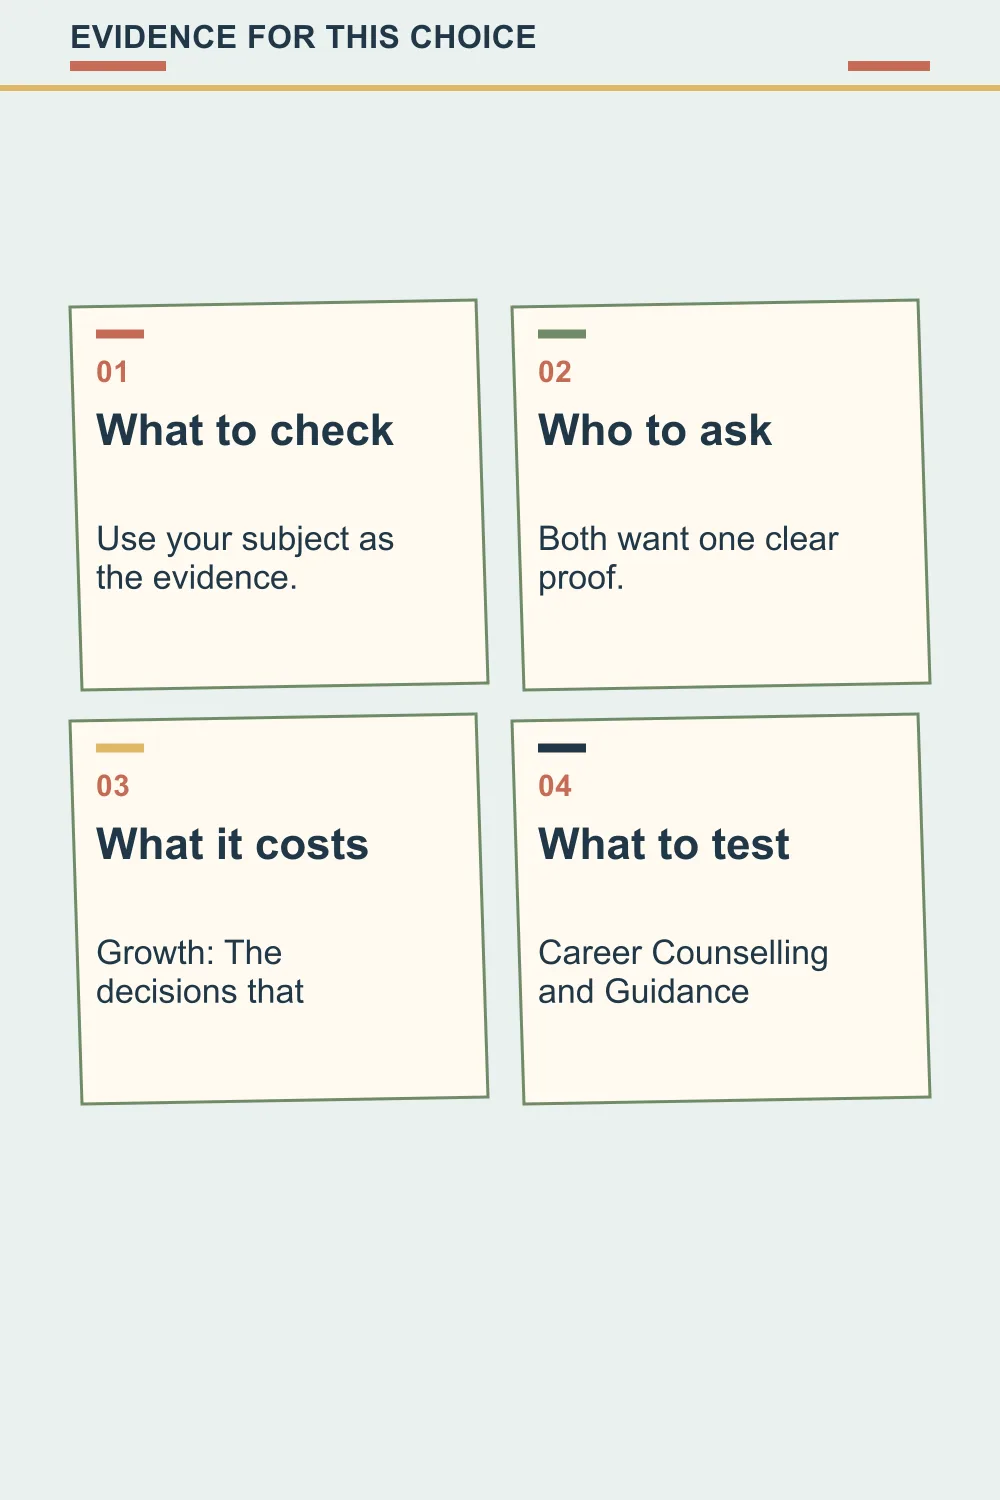 EVIDENCE FOR THIS CHOICE
01
What to check
Use your subject as
the evidence.
02
Who to ask
Both want one clear
proof.
03
What it costs
Growth: The
decisions that
04
What to test
Career Counselling
and Guidance